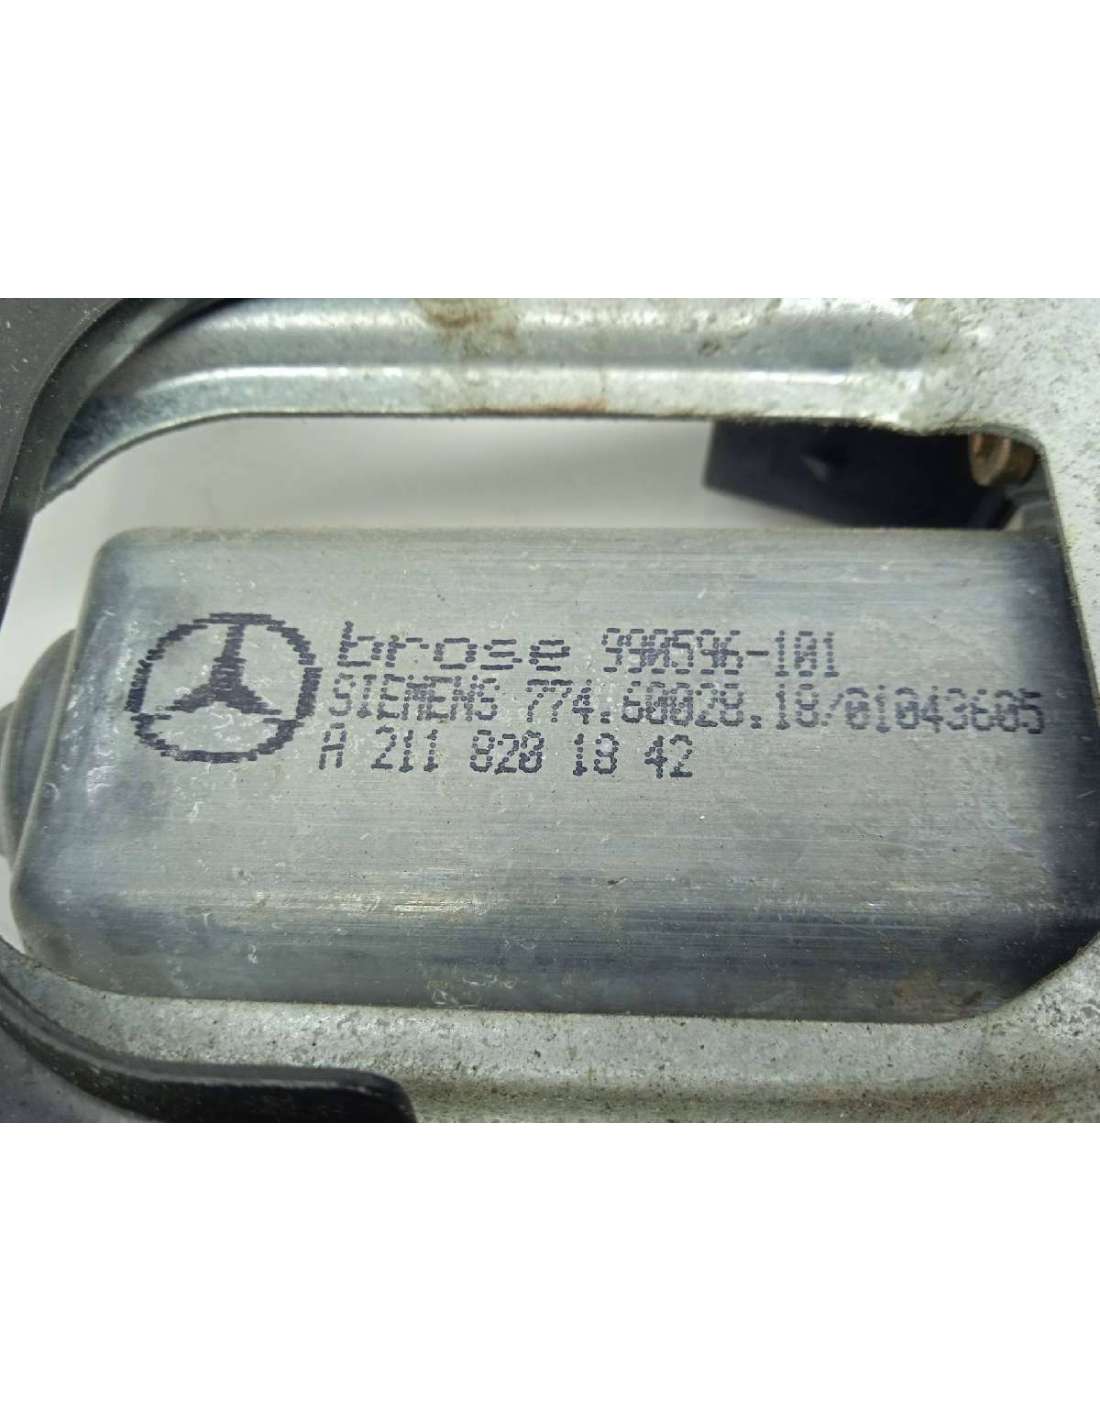 brose 990596-101
SIEMENS 774.60028.18/01043605
A 211 820 18 42